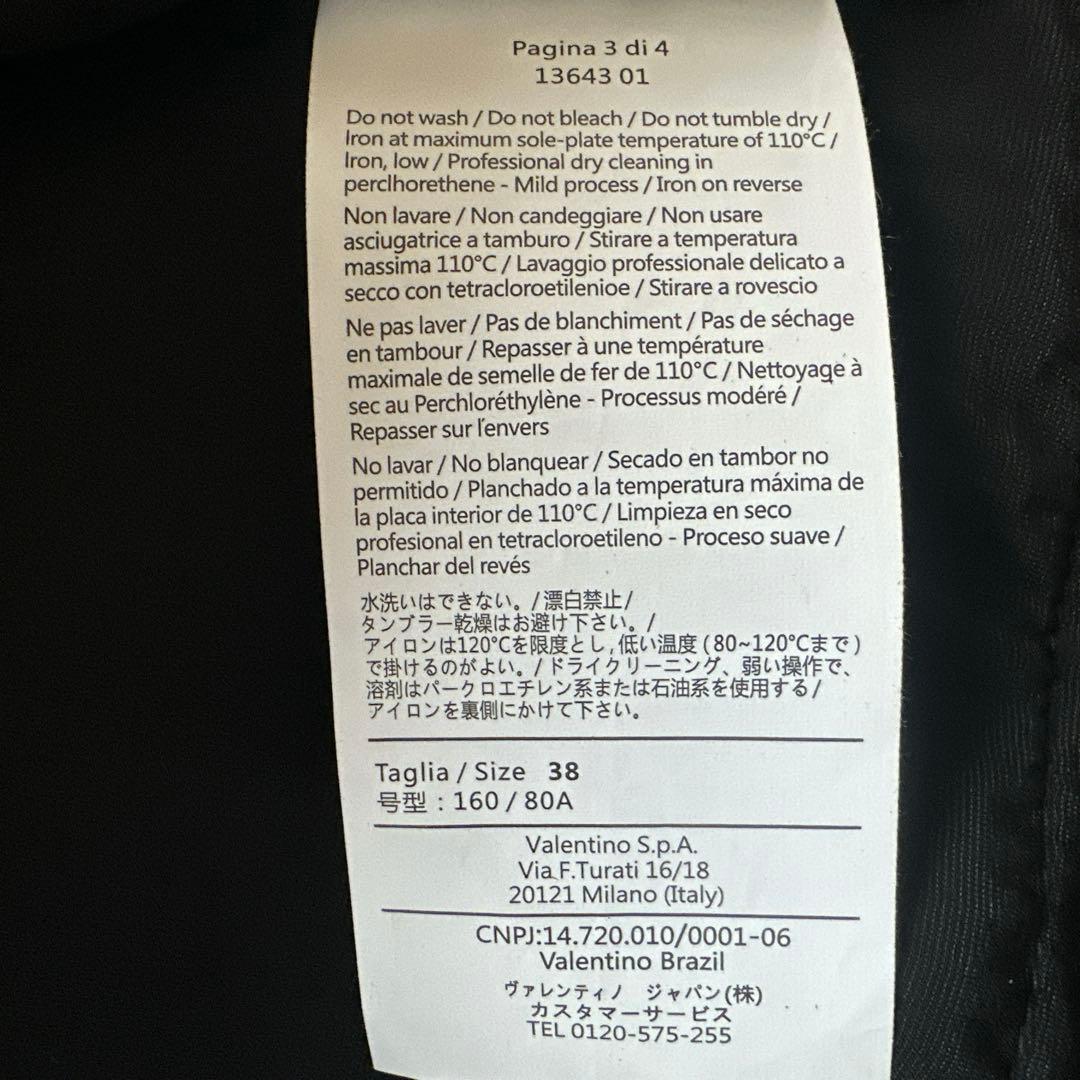 Pagina 3 di 4
13643 01
Do not wash / Do not bleach / Do not tumble dry /
Iron at maximum sole-plate temperature of 110°C /
Iron, low / Professional dry cleaning in
perclhorethene - Mild process / Iron on reverse
Non lavare / Non candeggiare / Non usare
asciugatrice a tamburo / Stirare a temperatura
massima 110°C / Lavaggio professionale delicato a
secco con tetracloroetilenioe / Stirare a rovescio
Ne pas laver / Pas de blanchiment / Pas de séchage
en tambour / Repasser à une température
maximale de semelle de fer de 110°C / Nettoyage à
sec au Perchloréthylène - Processus modéré /
Repasser sur l'envers
No lavar / No blanquear / Secado en tambor no
permitido / Planchado a la temperatura máxima de
la placa interior de 110°C / Limpieza en seco
profesional en tetracloroetileno - Proceso suave /
Planchar del revés
水洗いはできない。/ 漂白禁止/
タンブラー乾燥はお避け下さい。/
アイロンは120°Cを限度とし,低い温度 (80~120°Cまで)
で掛けるのがよい。/ ドライクリーニング、弱い操作で、
溶剤はパークロエチレン系または石油系を使用する/
アイロンを裏側にかけて下さい。
Taglia / Size 38
号型 : 160 / 80A
Valentino S.p.A.
Via F.Turati 16/18
20121 Milano (Italy)
CNPJ:14.720.010/0001-06
Valentino Brazil
ヴァレンティノ ジャパン(株)
カスタマーサービス
TEL 0120-575-255